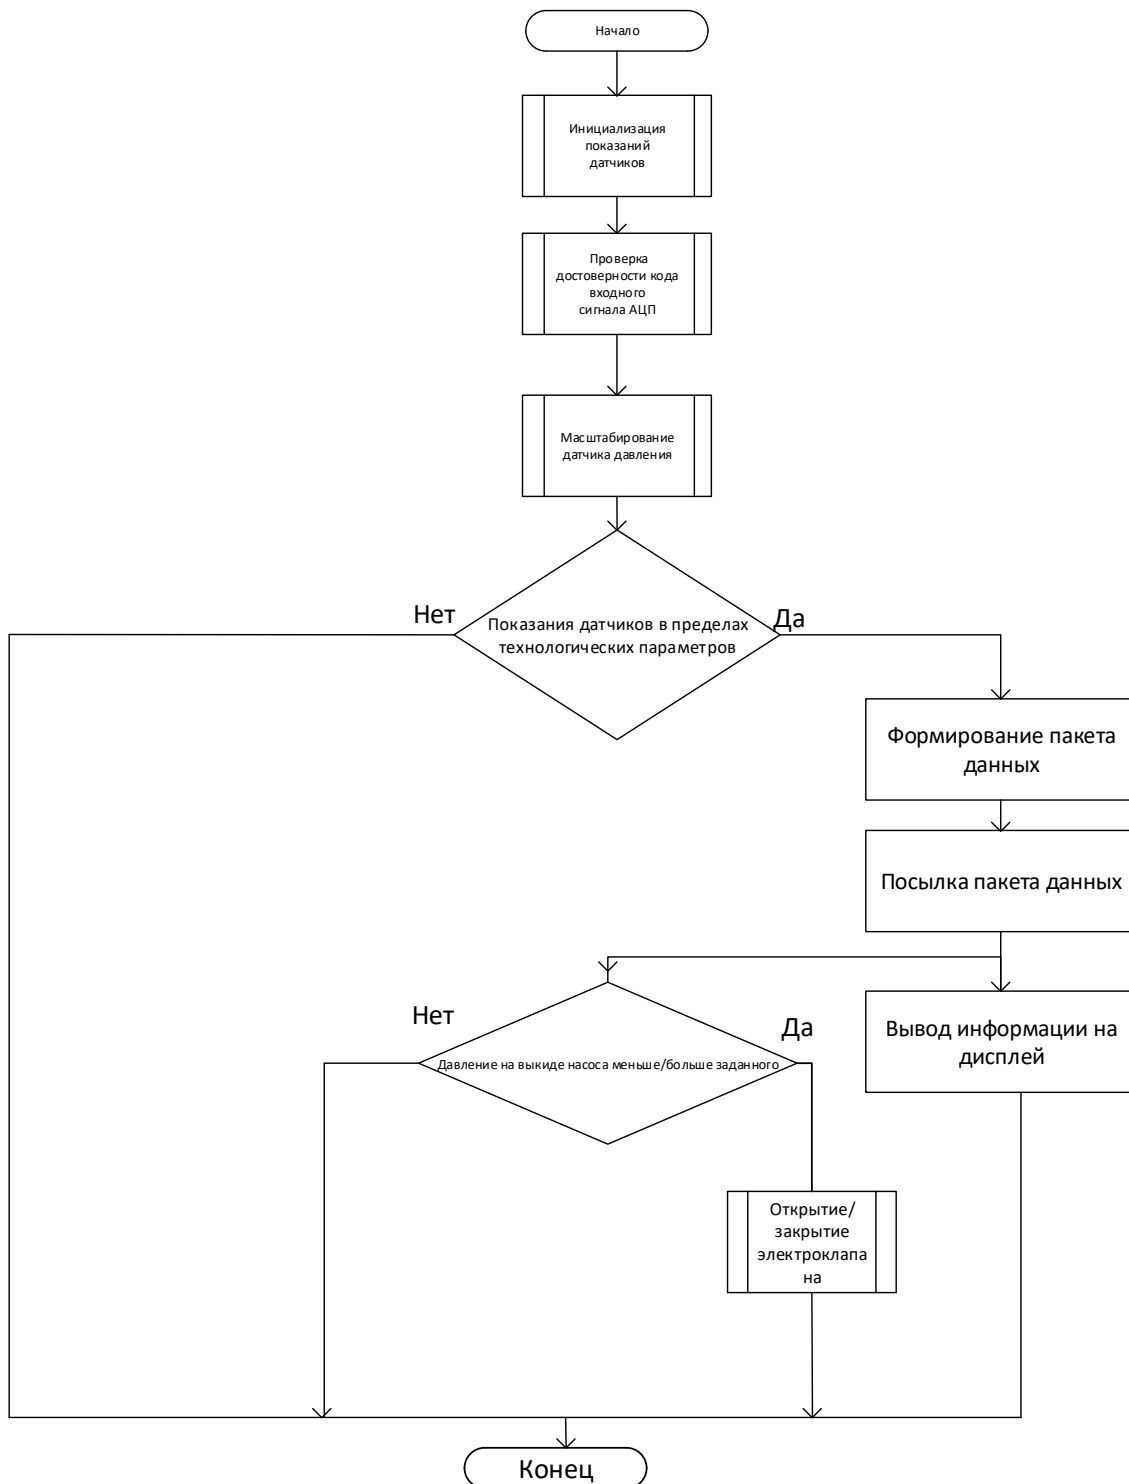 Начало
Инициализация
показаний
датчиков
Проверка
достоверности кода
входного
сигнала АЦП
Масштабирование
датчика давления
Нет
Да
Показания датчиков в пределах
технологических параметров
Формирование пакета
данных
Посылка пакета данных
Нет
Да
Давление на выкиде насоса меньше/больше заданного
Вывод информации на
дисплей
Открытие/
закрытие
электроклапа
на
Конец